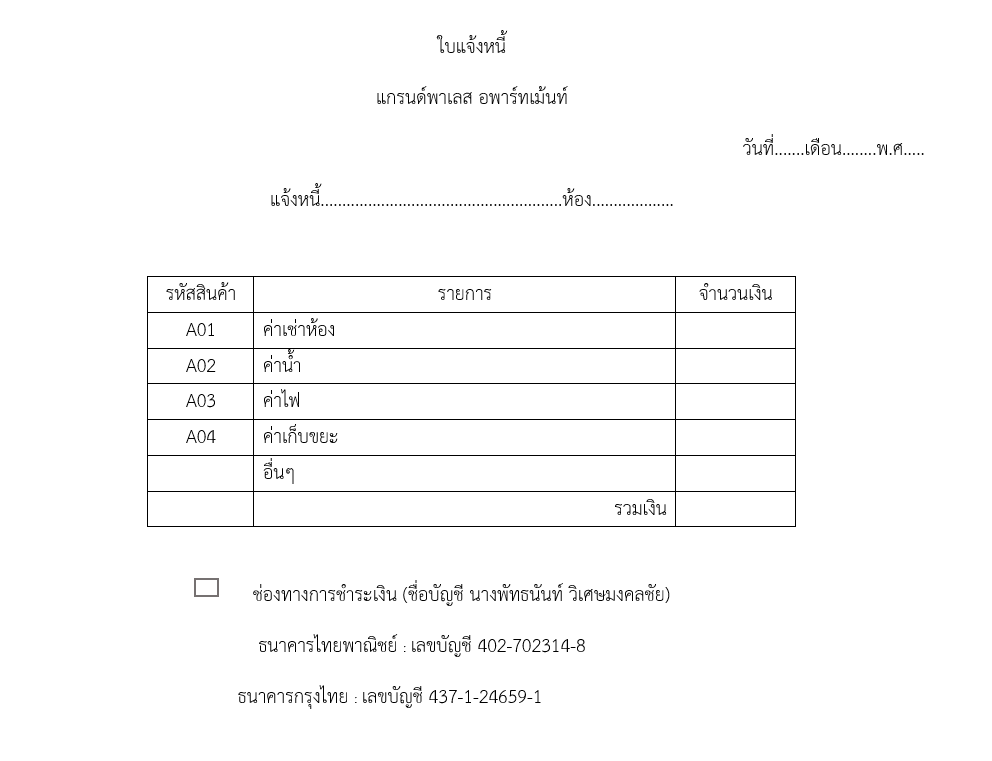 ใบแจ้งหนี้
แกรนด์พาเลส อพาร์ทเม้นท์
วันที่.......เดือน........พ.ศ.....
แจ้งหนี้........................................................ห้อง...................
รหัสสินค้า รายการ จำนวนเงิน
A01 ค่าเช่าห้อง
A02 ค่าน้ำ
A03 ค่าไฟ
A04 ค่าเก็บขยะ
อื่นๆ
รวมเงิน
ช่องทางการชำระเงิน (ชื่อบัญชี นางพัทธนันท์ วิเศษมงคลชัย)
ธนาคารไทยพาณิชย์ : เลขบัญชี 402-702314-8
ธนาคารกรุงไทย : เลขบัญชี 437-1-24659-1